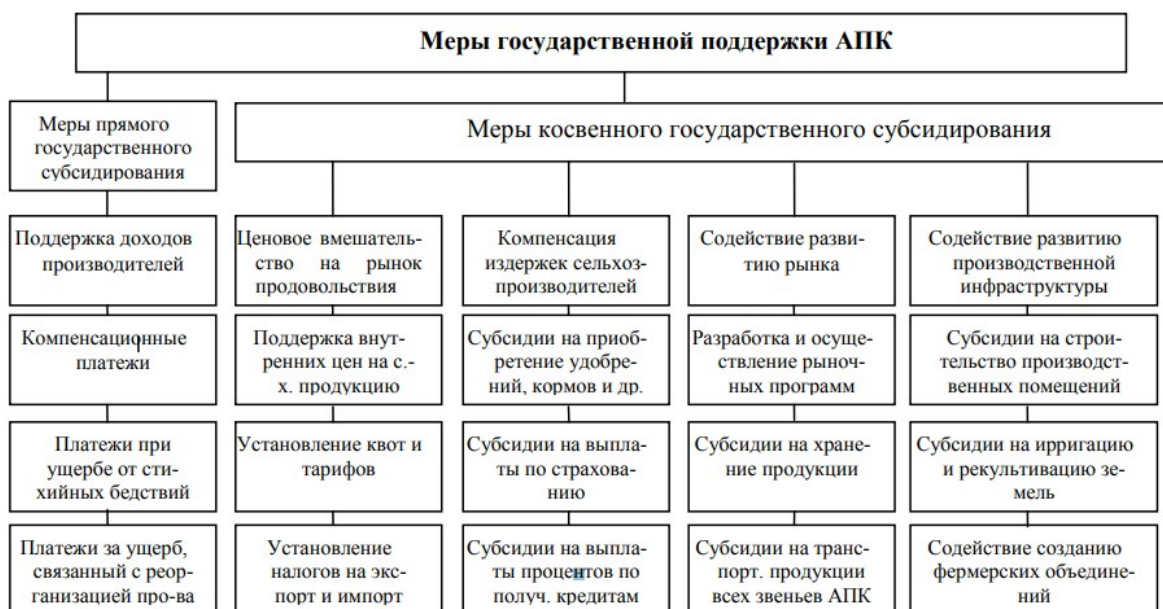 Меры государственной поддержки АПК
Меры прямого
государственного
субсидирования
Меры косвенного государственного субсидирования
Поддержка доходов
производителей
Ценовое вмешатель-
ство на рынок
продовольствия
Компенсация
издержек сельхоз-
производителей
Содействие разви-
тию рынка
Содействие развитию
производственной
инфраструктуры
Компенсационные
платежи
Поддержка внут-
ренних цен на с.-
х. продукцию
Субсидии на приоб-
ретение удобре-
ний, кормов и др.
Разработка и осуще-
ствление рыноч-
ных программ
Субсидии на строи-
тельство производст-
венных помещений
Платежи при
ущербе от сти-
хийных бедствий
Установление квот и
тарифов
Субсидии на выпла-
ты по страхова-
нию
Субсидии на хране-
ние продукции
Субсидии на ирригацию
и рекультивацию зе-
мель
Платежи за ущерб,
связанный с реор-
ганизацией про-ва
Установление
налогов на экс-
порт и импорт
Субсидии на выпла-
ты процентов по
получ. кредитам
Субсидии на транс-
порт. продукции
всех звеньев АПК
Содействие созданию
фермерских объедине-
ний